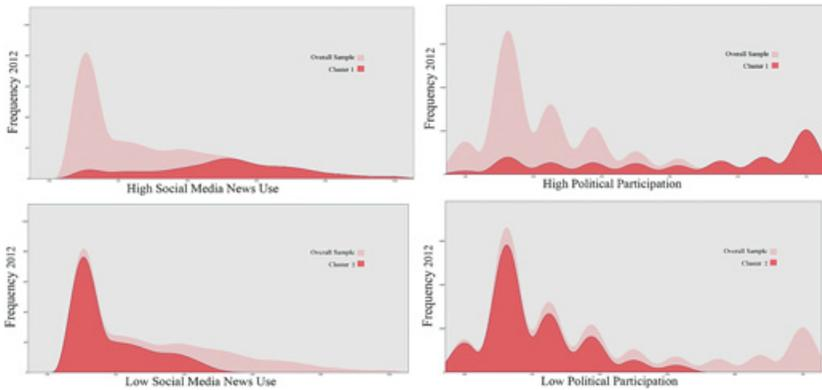 Frequency 2012
Overall Sample
Cluster 1
High Social Media News Use
Frequency 2012
Overall Sample
Cluster 1
High Political Participation
Frequency 2012
Overall Sample
Cluster
Low Social Media News Use
Frequency 2012
Overall Sample
Cluster 2
Low Political Participation